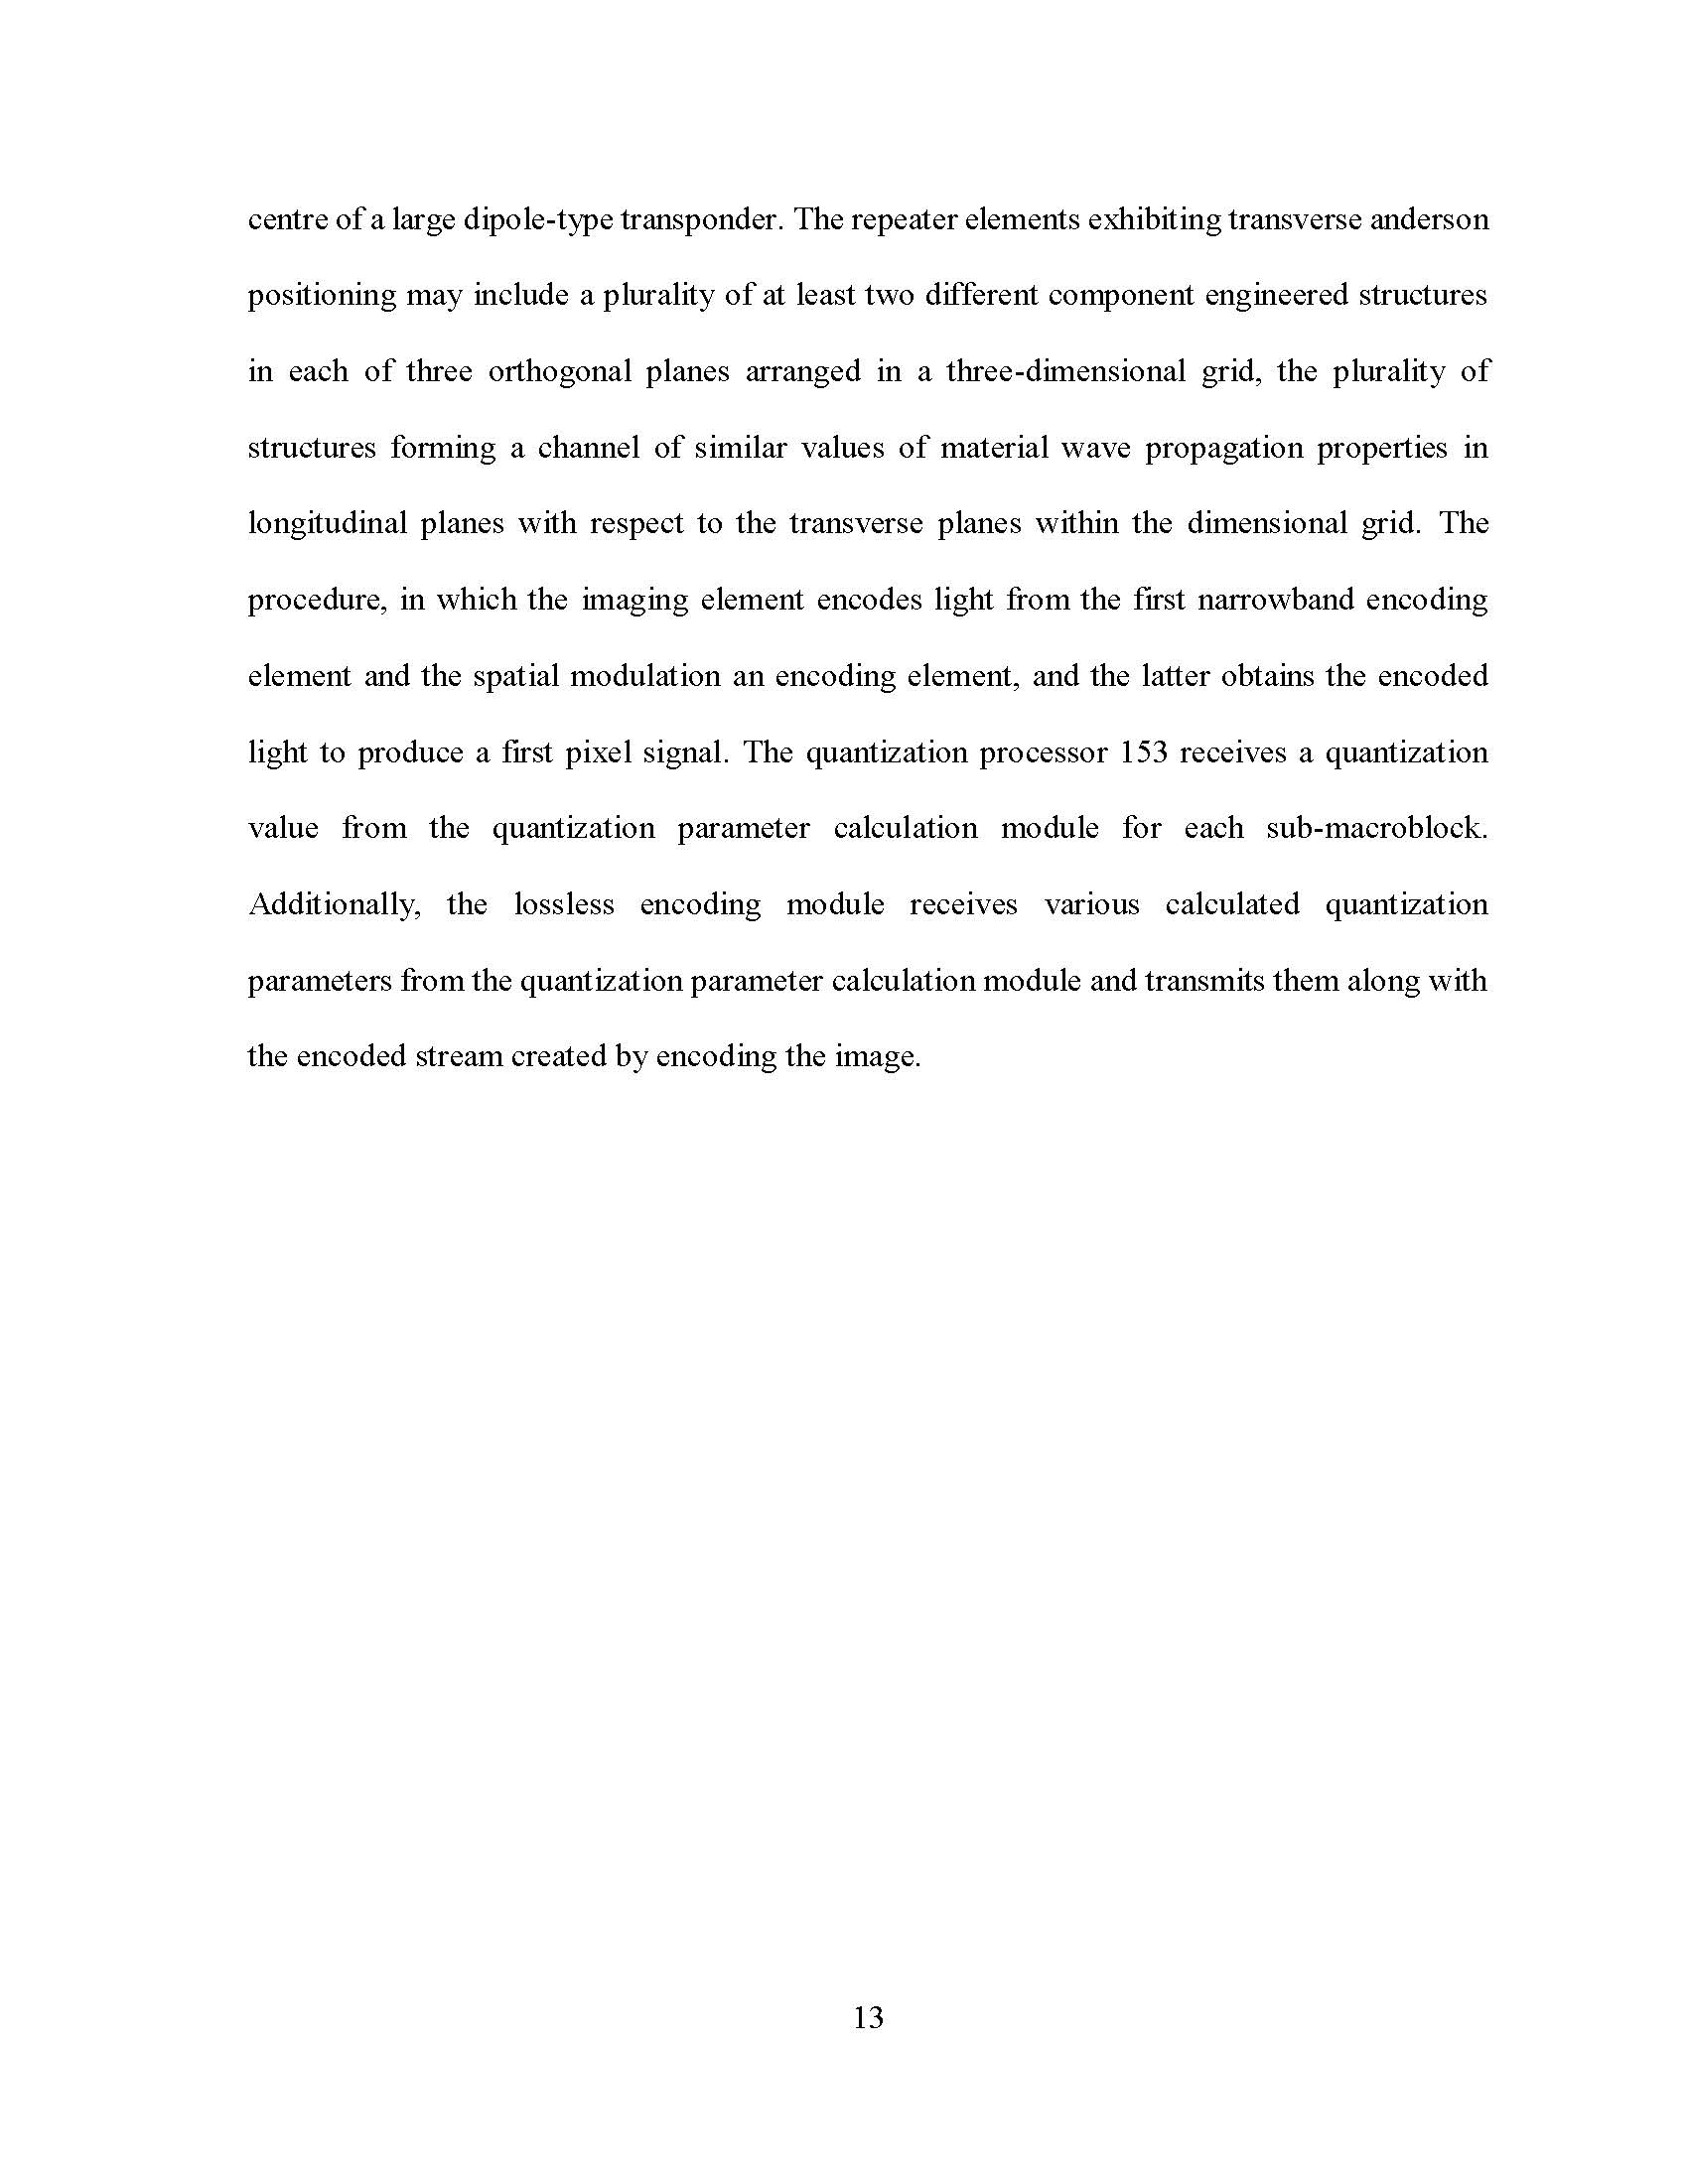 centre of a large dipole-type transponder. The repeater elements exhibiting transverse anderson
positioning may include a plurality of at least two different component engineered structures
in each of three orthogonal planes arranged in a three-dimensional grid, the plurality of
structures forming a channel of similar values of material wave propagation properties in
longitudinal planes with respect to the transverse planes within the dimensional grid. The
procedure, in which the imaging element encodes light from the first narrowband encoding
element and the spatial modulation an encoding element, and the latter obtains the encoded
light to produce a first pixel signal. The quantization processor 153 receives a quantization
value from the quantization parameter calculation module for each sub-macroblock.
Additionally, the lossless encoding module receives various calculated quantization
parameters from the quantization parameter calculation module and transmits them along with
the encoded stream created by encoding the image.
13